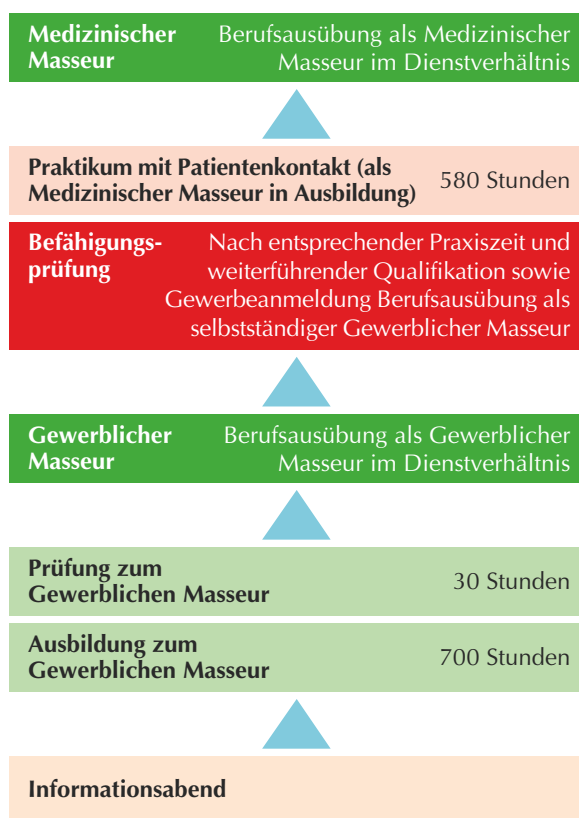 Medizinischer Berufsausübung als Medizinischer
Masseur Masseur im Dienstverhältnis
Praktikum mit Patientenkontakt (als
Medizinischer Masseur in Ausbildung) 580 Stunden
Befähigungs- Nach entsprechender Praxiszeit und
prüfung weiterführender Qualifikation sowie
Gewerbeanmeldung Berufsausübung als
selbstständiger Gewerblicher Masseur
Gewerblicher Berufsausübung als Gewerblicher
Masseur Masseur im Dienstverhältnis
Prüfung zum
Gewerblichen Masseur 30 Stunden
Ausbildung zum
Gewerblichen Masseur 700 Stunden
Informationsabend